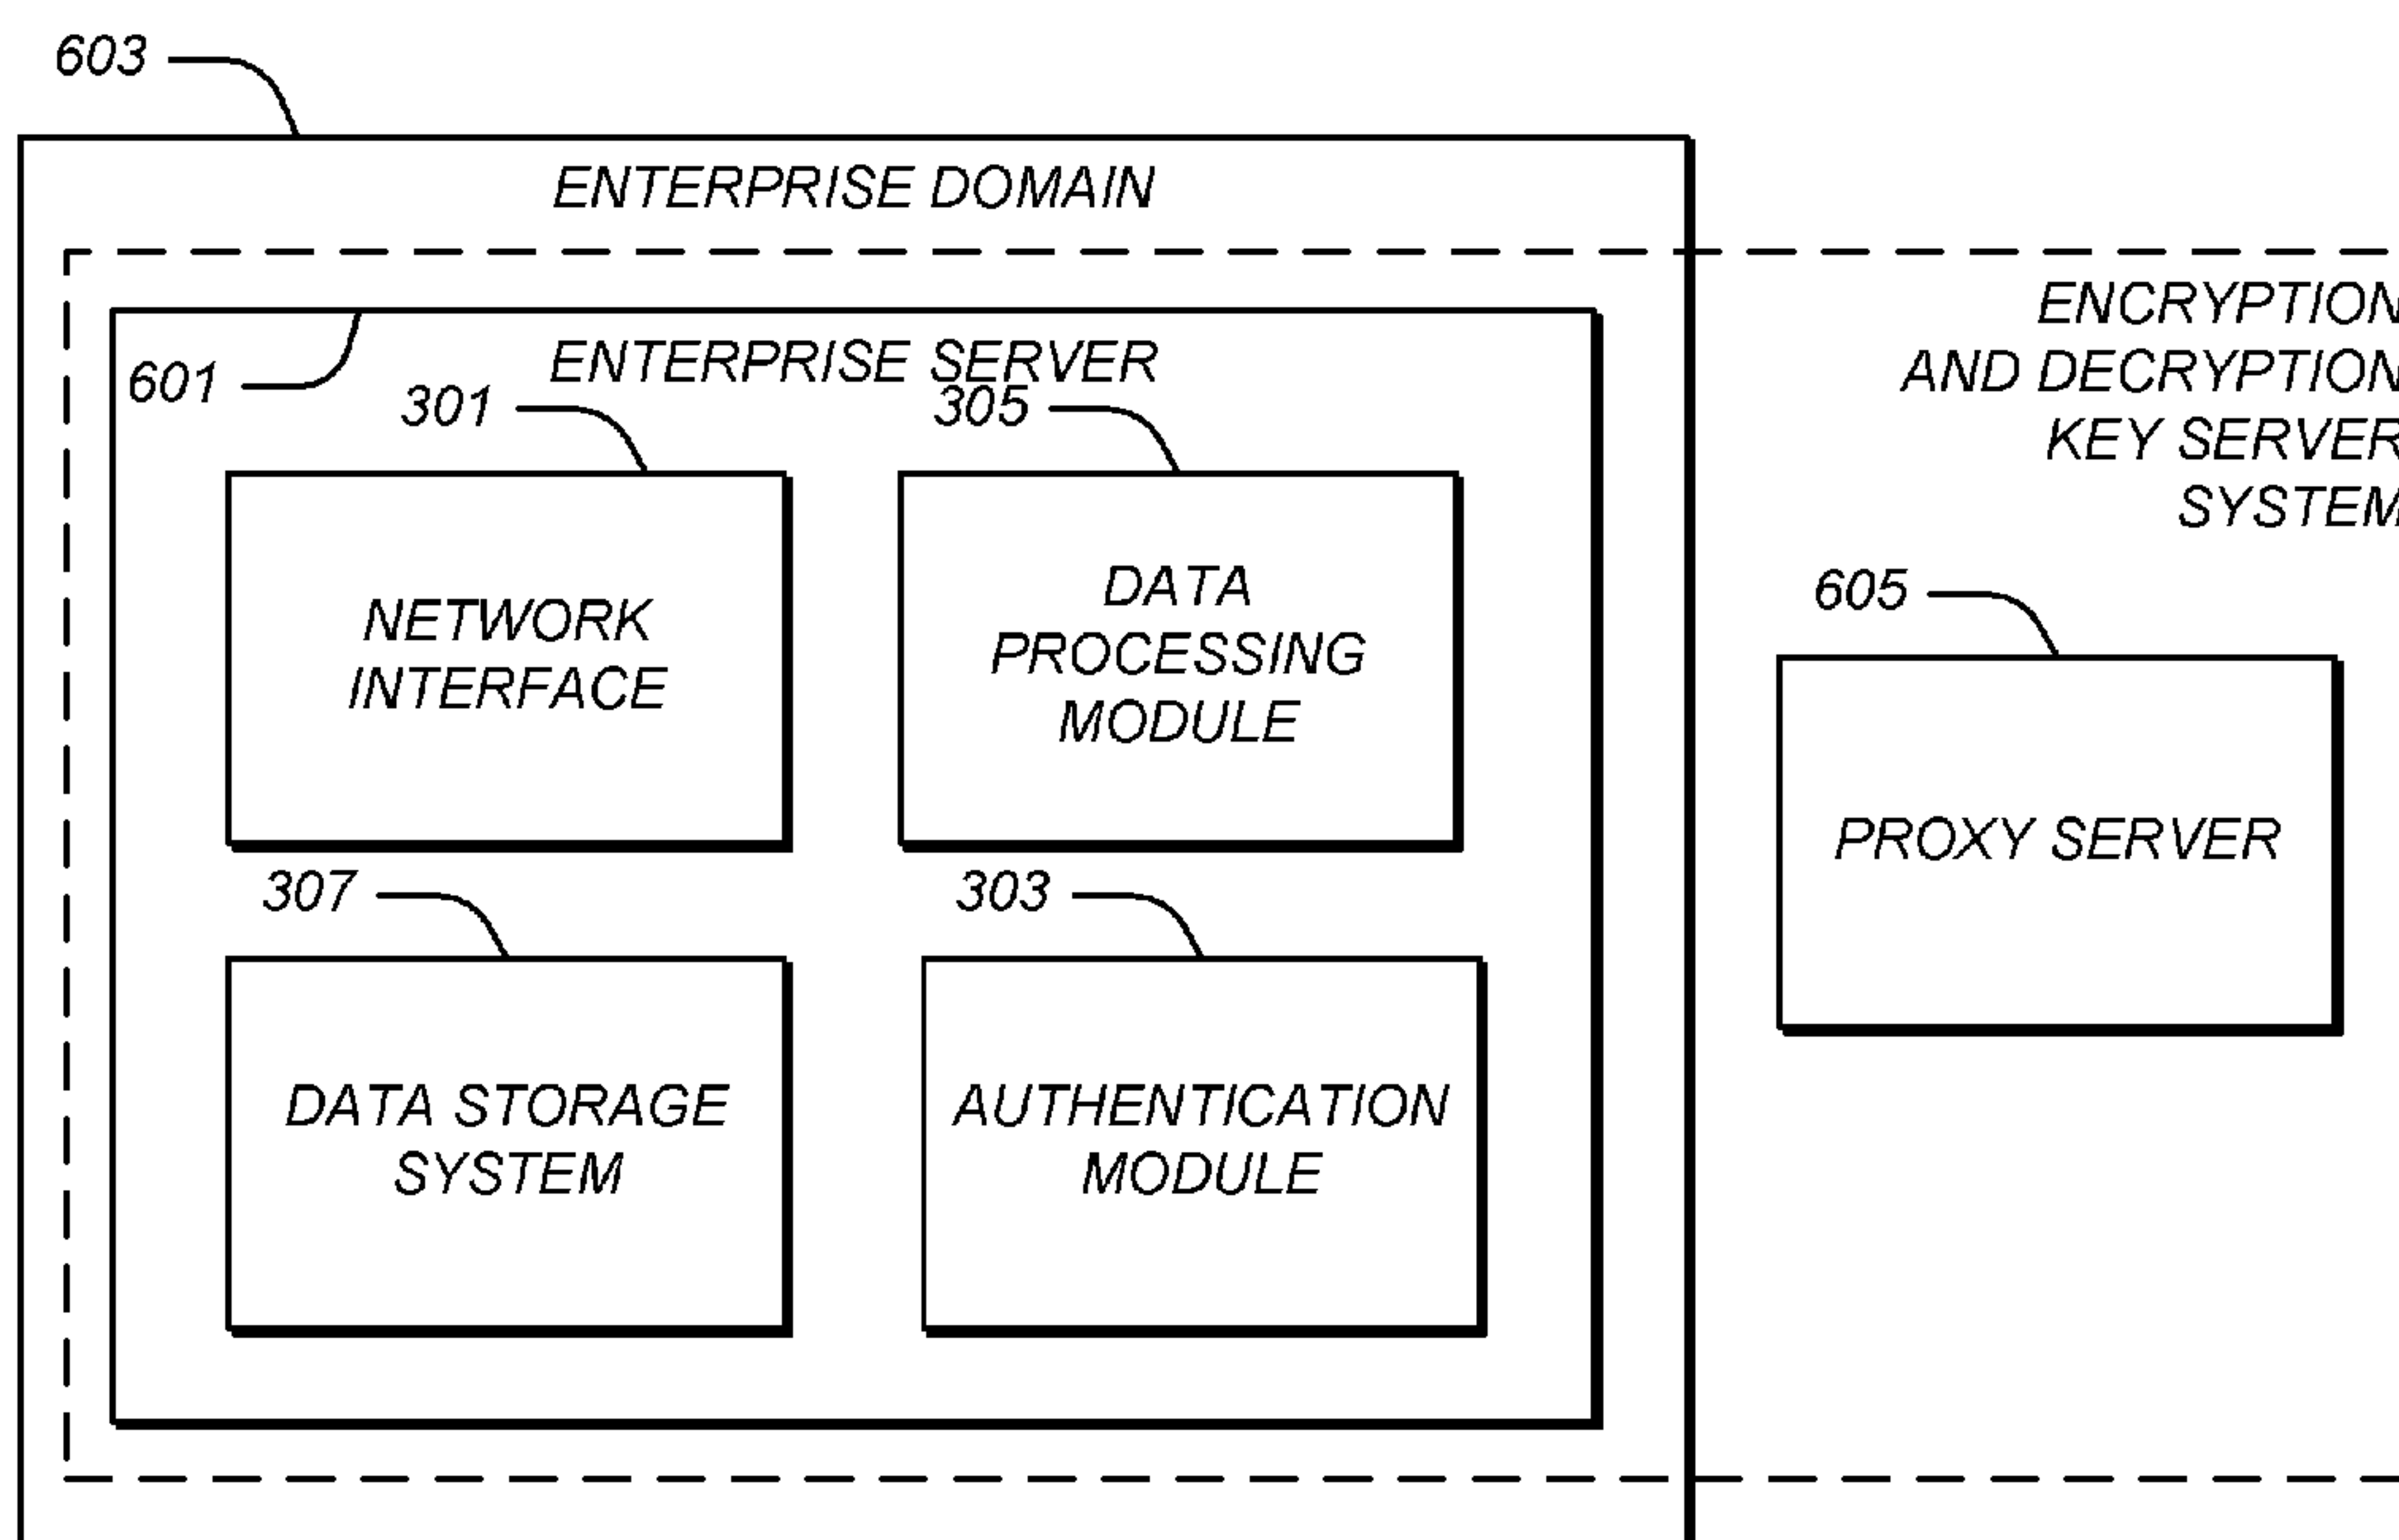 603
ENTERPRISE DOMAIN
ENCRYPTION
AND DECRYPTION
KEY SERVER
SYSTEM
ENTERPRISE SERVER
601
301
305
NETWORK
INTERFACE
DATA
PROCESSING
MODULE
605
PROXY SERVER
307
303
DATA STORAGE
SYSTEM
AUTHENTICATION
MODULE